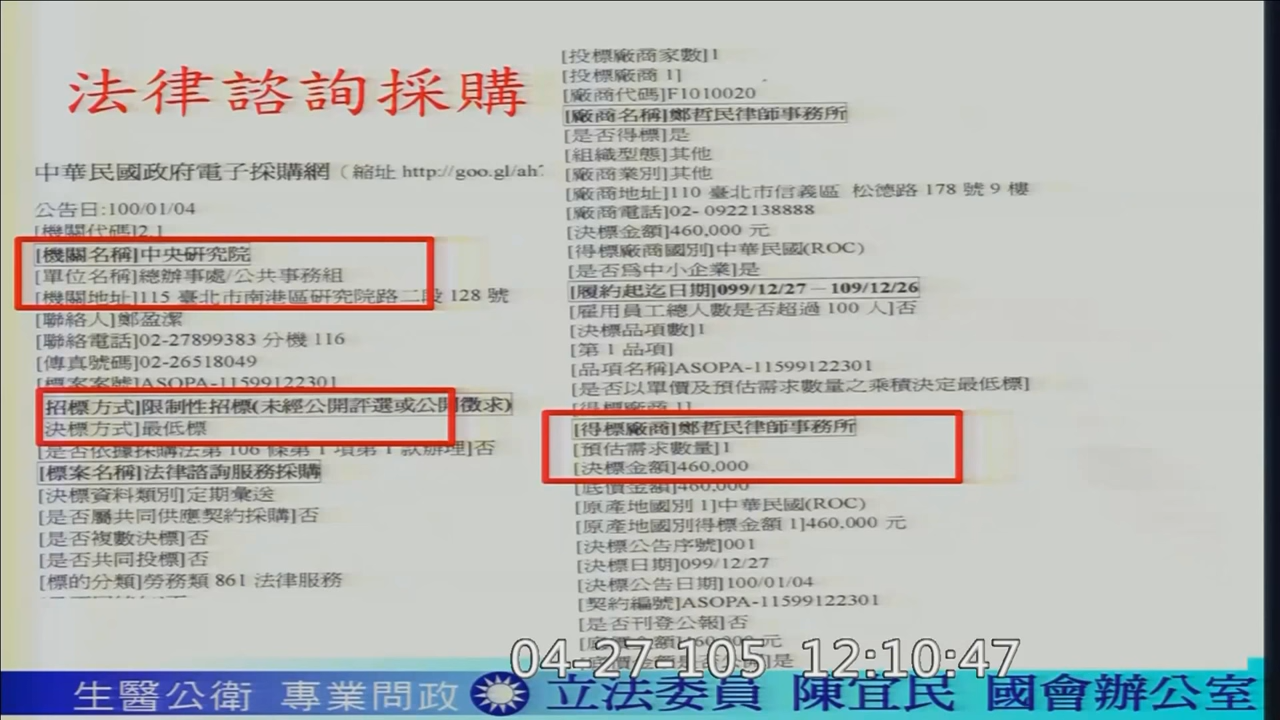 法律諮詢採購
中華民國政府電子採購網（縮址 http://goo.gl/ah
公告日:100/01/04
[機關代碼]2.1
[機關名稱]中央研究院
[單位名稱]總辦事處/公共事務組
[機關地址]115 臺北市南港區研究院路二段 128 號
[聯絡人]鄭盈潔
[聯絡電話]02-27899383 分機 116
[傳真號碼]02-26518049
[標案案號]ASOPA-11599122301
招標方式]限制性招標(未經公開評選或公開徵求)
決標方式]最低標
[是否依據採購法第 106 條第 1 項第 1 款辦理]否
[標案名稱]法律諮詢服務採購
[決標資料類別]定期彙送
[是否屬共同供應契約採購]否
[是否複數決標]否
[是否共同投標]否
[標的分類]勞務類 861 法律服務
[投標廠商家數]1
[投標廠商 1]
[廠商代碼]F1010020
[廠商名稱]鄭哲民律師事務所
[是否得標]是
[組織型態]其他
[廠商業別]其他
[廠商地址]110 臺北市信義區 松德路 178 號 9 樓
[廠商電話]02- 0922138888
[決標金額]460,000 元
[得標廠商國別]中華民國(ROC)
[是否為中小企業]是
[履約起迄日期]099/12/27－109/12/26
[雇用員工總人數是否超過 100 人]否
[決標品項數]1
[第 1 品項]
[品項名稱]ASOPA-11599122301
[是否以單價及預估需求數量之乘積決定最低標]
[得標廠商 1]
[得標廠商]鄭哲民律師事務所
[預估需求數量]1
[決標金額]460,000
[底價金額]460,000
[原產地國別 1]中華民國(ROC)
[原產地國別得標金額 1]460,000 元
[決標公告序號]001
[決標日期]099/12/27
[決標公告日期]100/01/04
[契約編號]ASOPA-11599122301
[是否刊登公報]否
[底價金額]460,000 元
[底價金額是否公開]是
04-27-105 12:10:47
生醫公衛 專業問政 立法委員 陳宜民 國會辦公室